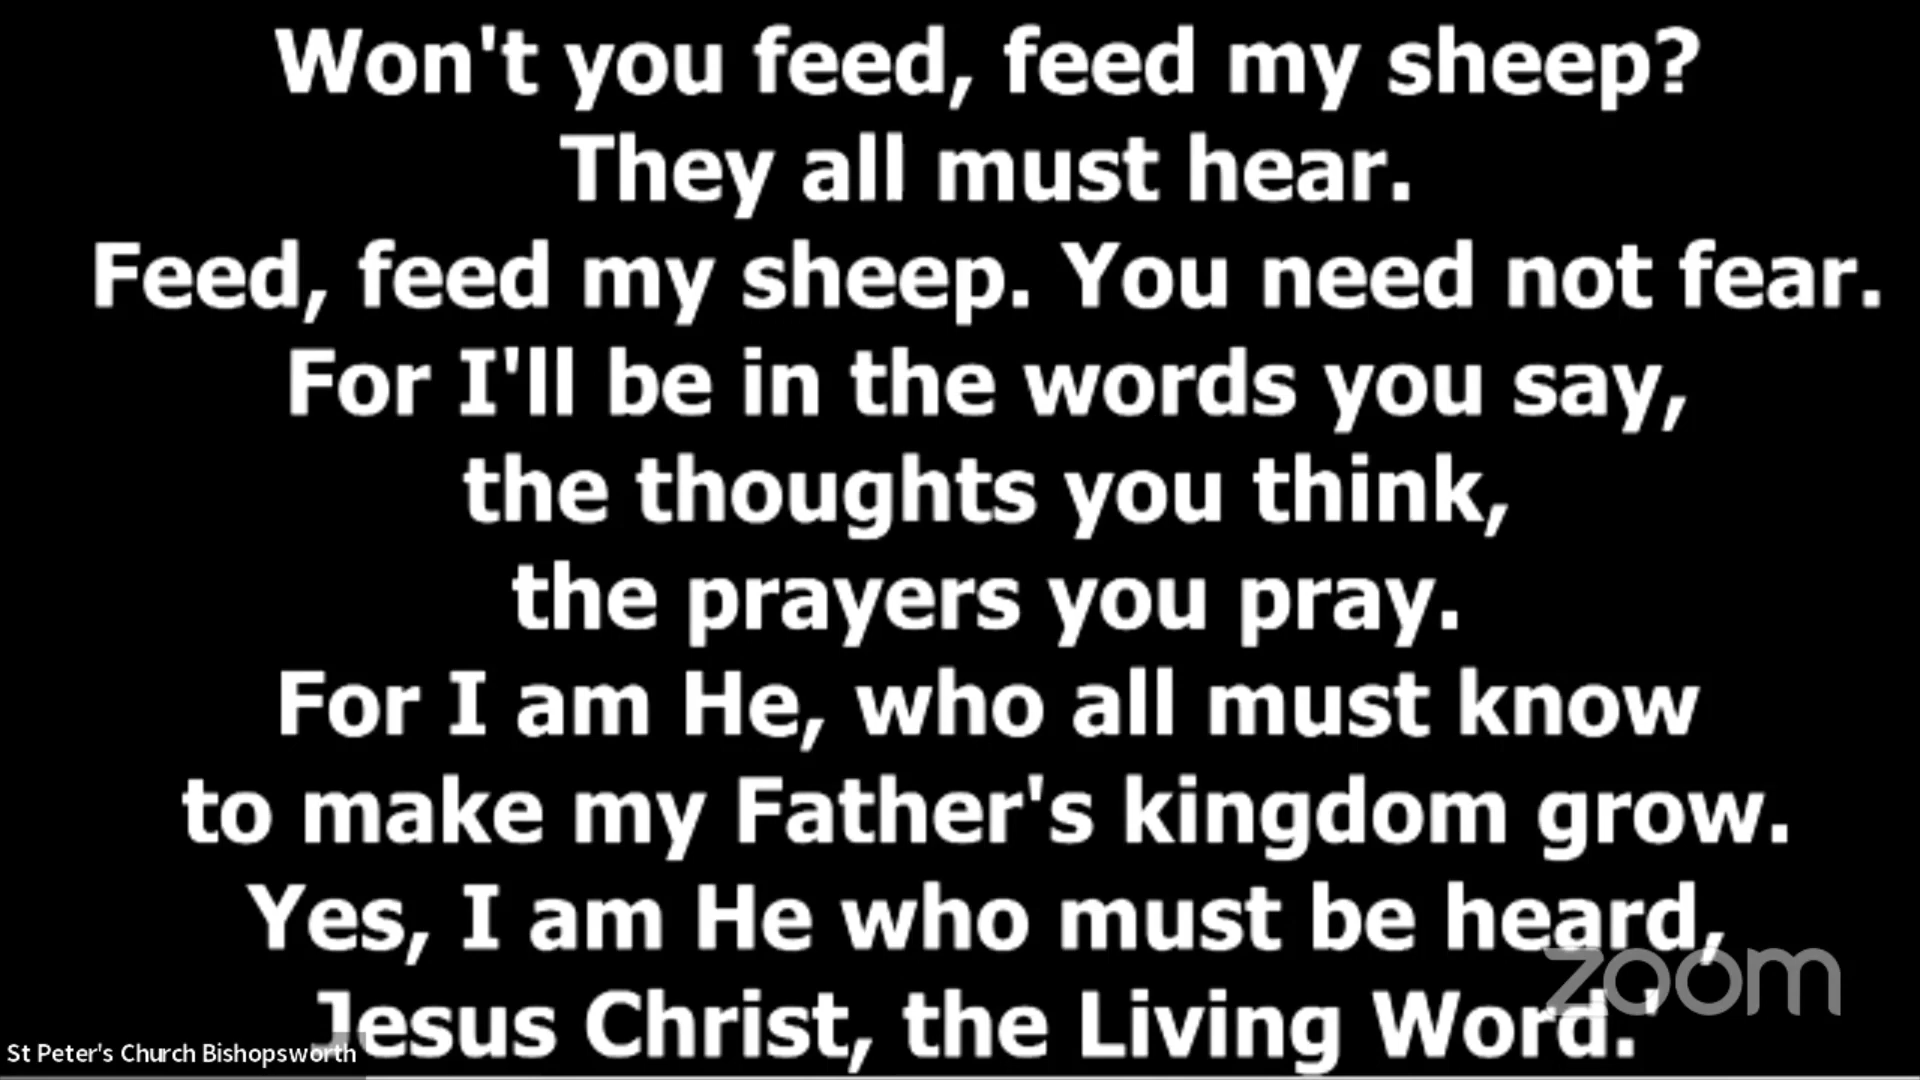 Won't you feed, feed my sheep?
They all must hear.
Feed, feed my sheep. You need not fear.
For I'll be in the words you say,
the thoughts you think,
the prayers you pray.
For I am He, who all must know
to make my Father's kingdom grow.
Yes, I am He who must be heard,
Jesus Christ, the Living Word.'
zoom
St Peter's Church Bishopsworth